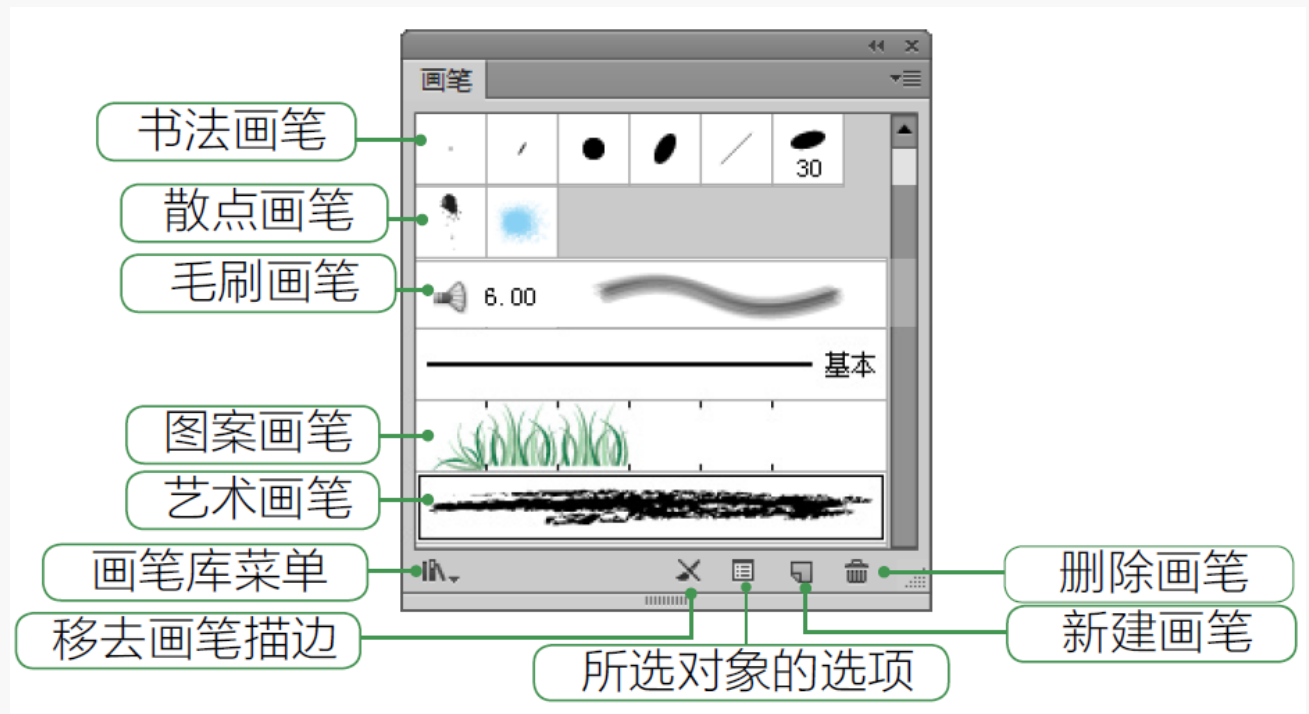 画笔
书法画笔
30
散点画笔
毛刷画笔
6.00
基本
图案画笔
艺术画笔
画笔库菜单
删除画笔
移去画笔描边
新建画笔
所选对象的选项